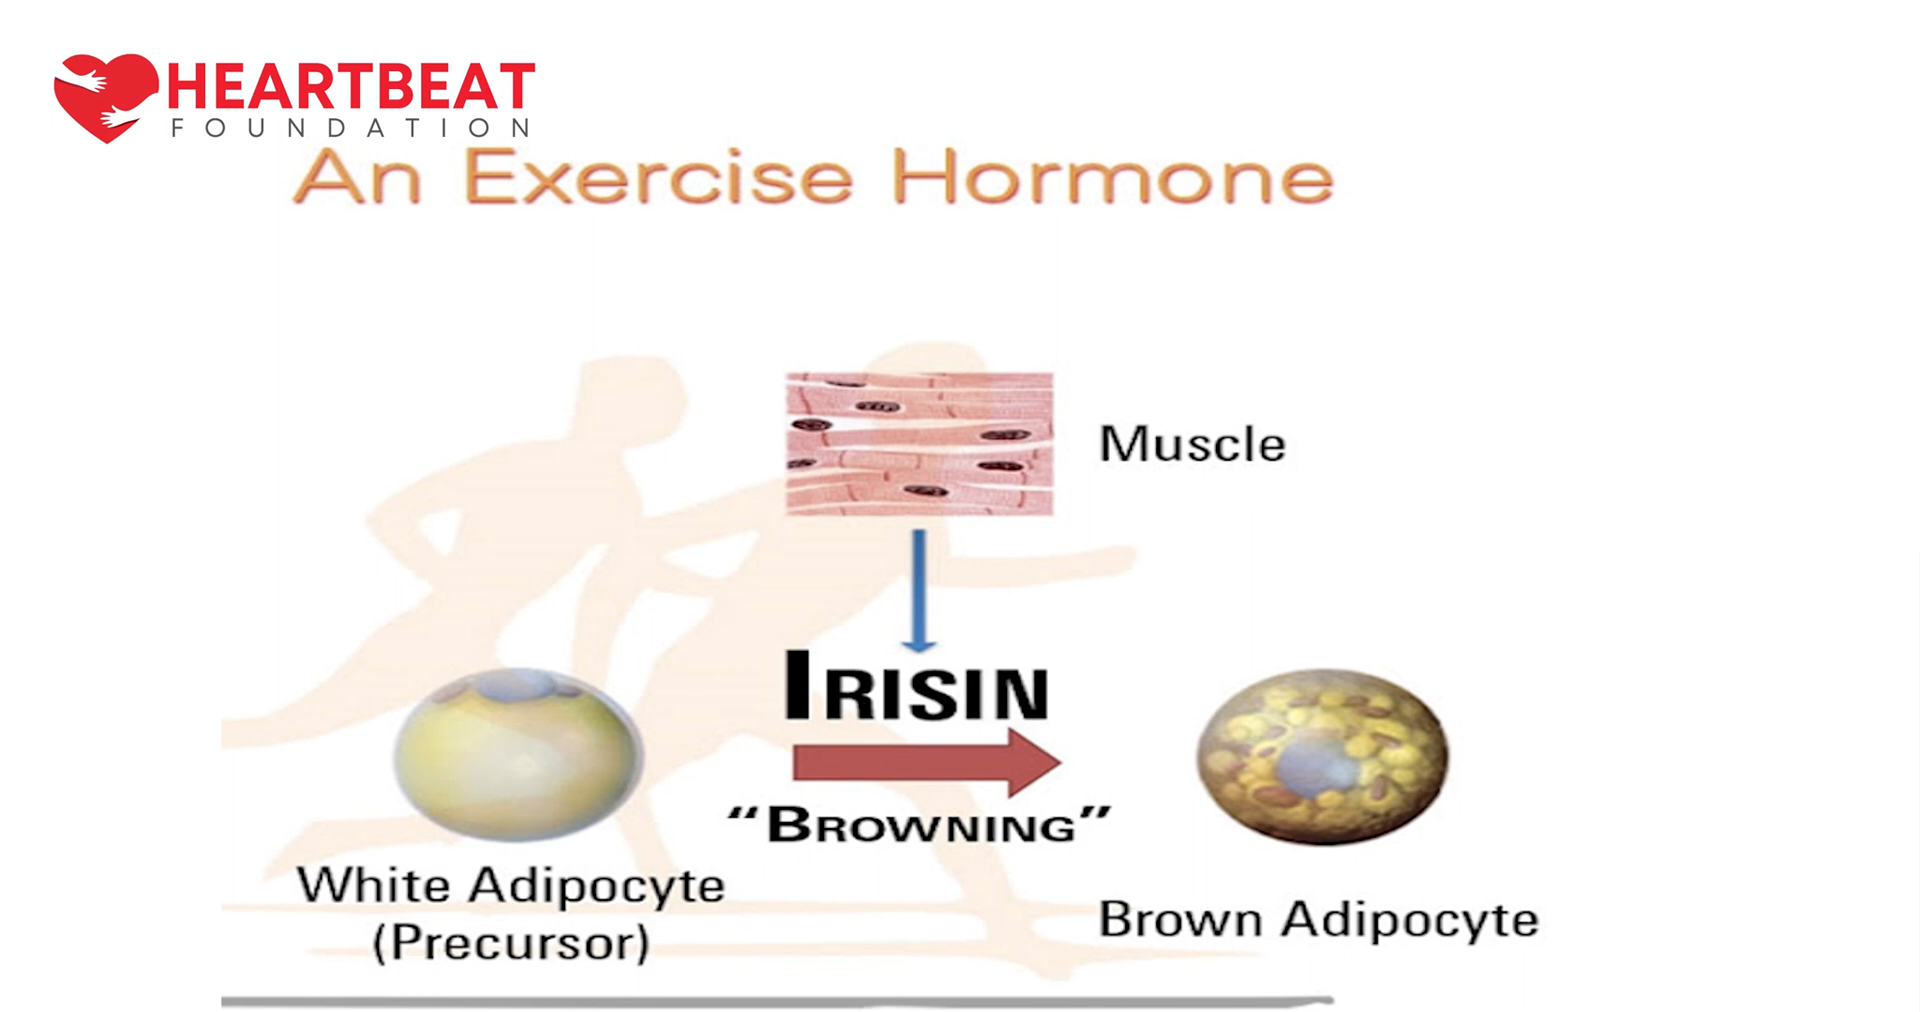 HEARTBEAT
FOUNDATION
An Exercise Hormone
Muscle
IRISIN
“BROWNING”
White Adipocyte
(Precursor)
Brown Adipocyte